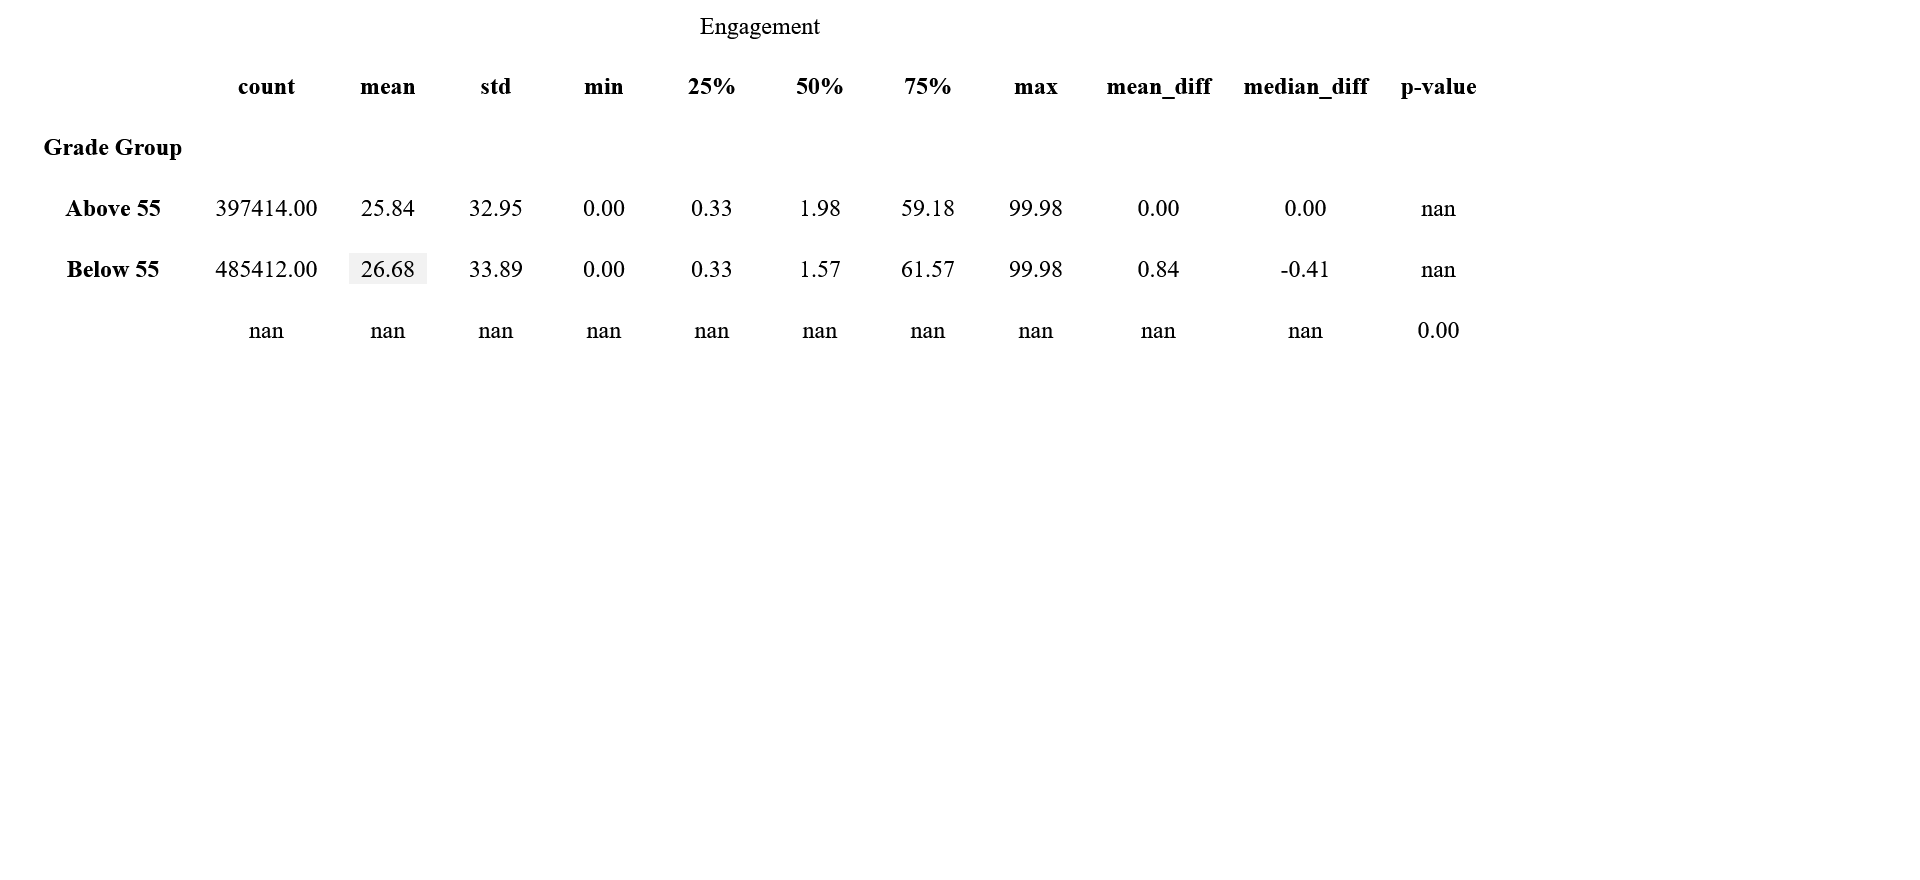 Engagement
count mean std min 25% 50% 75% max mean_diff median_diff p-value
Grade Group
Above 55 397414.00 25.84 32.95 0.00 0.33 1.98 59.18 99.98 0.00 0.00 nan
Below 55 485412.00 26.68 33.89 0.00 0.33 1.57 61.57 99.98 0.84 -0.41 nan
nan nan nan nan nan nan nan nan nan nan 0.00